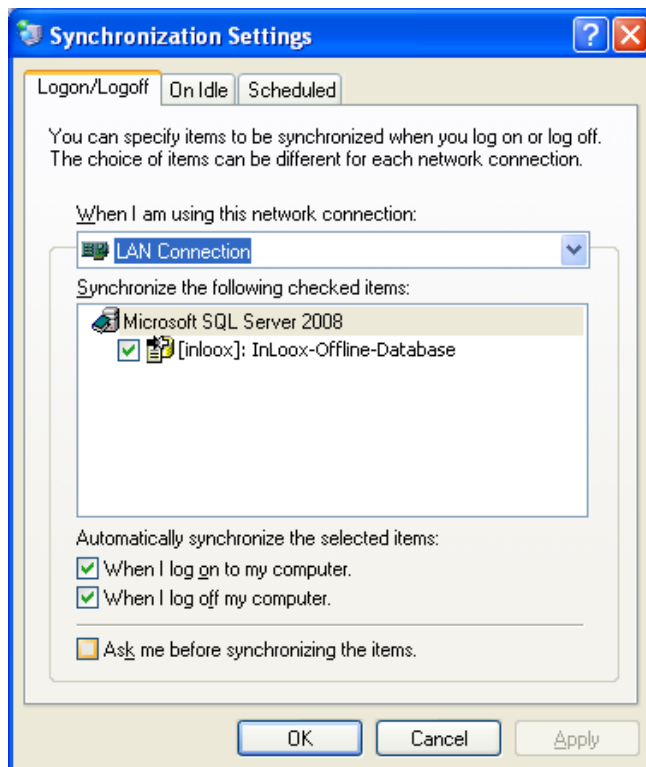 Synchronization Settings
Logon/Logoff On Idle Scheduled
You can specify items to be synchronized when you log on or log off.
The choice of items can be different for each network connection.
When I am using this network connection:
LAN Connection
Synchronize the following checked items:
Microsoft SQL Server 2008
[inloox]: InLoox-Offline-Database
Automatically synchronize the selected items:
When I log on to my computer.
When I log off my computer.
Ask me before synchronizing the items.
OK Cancel Apply